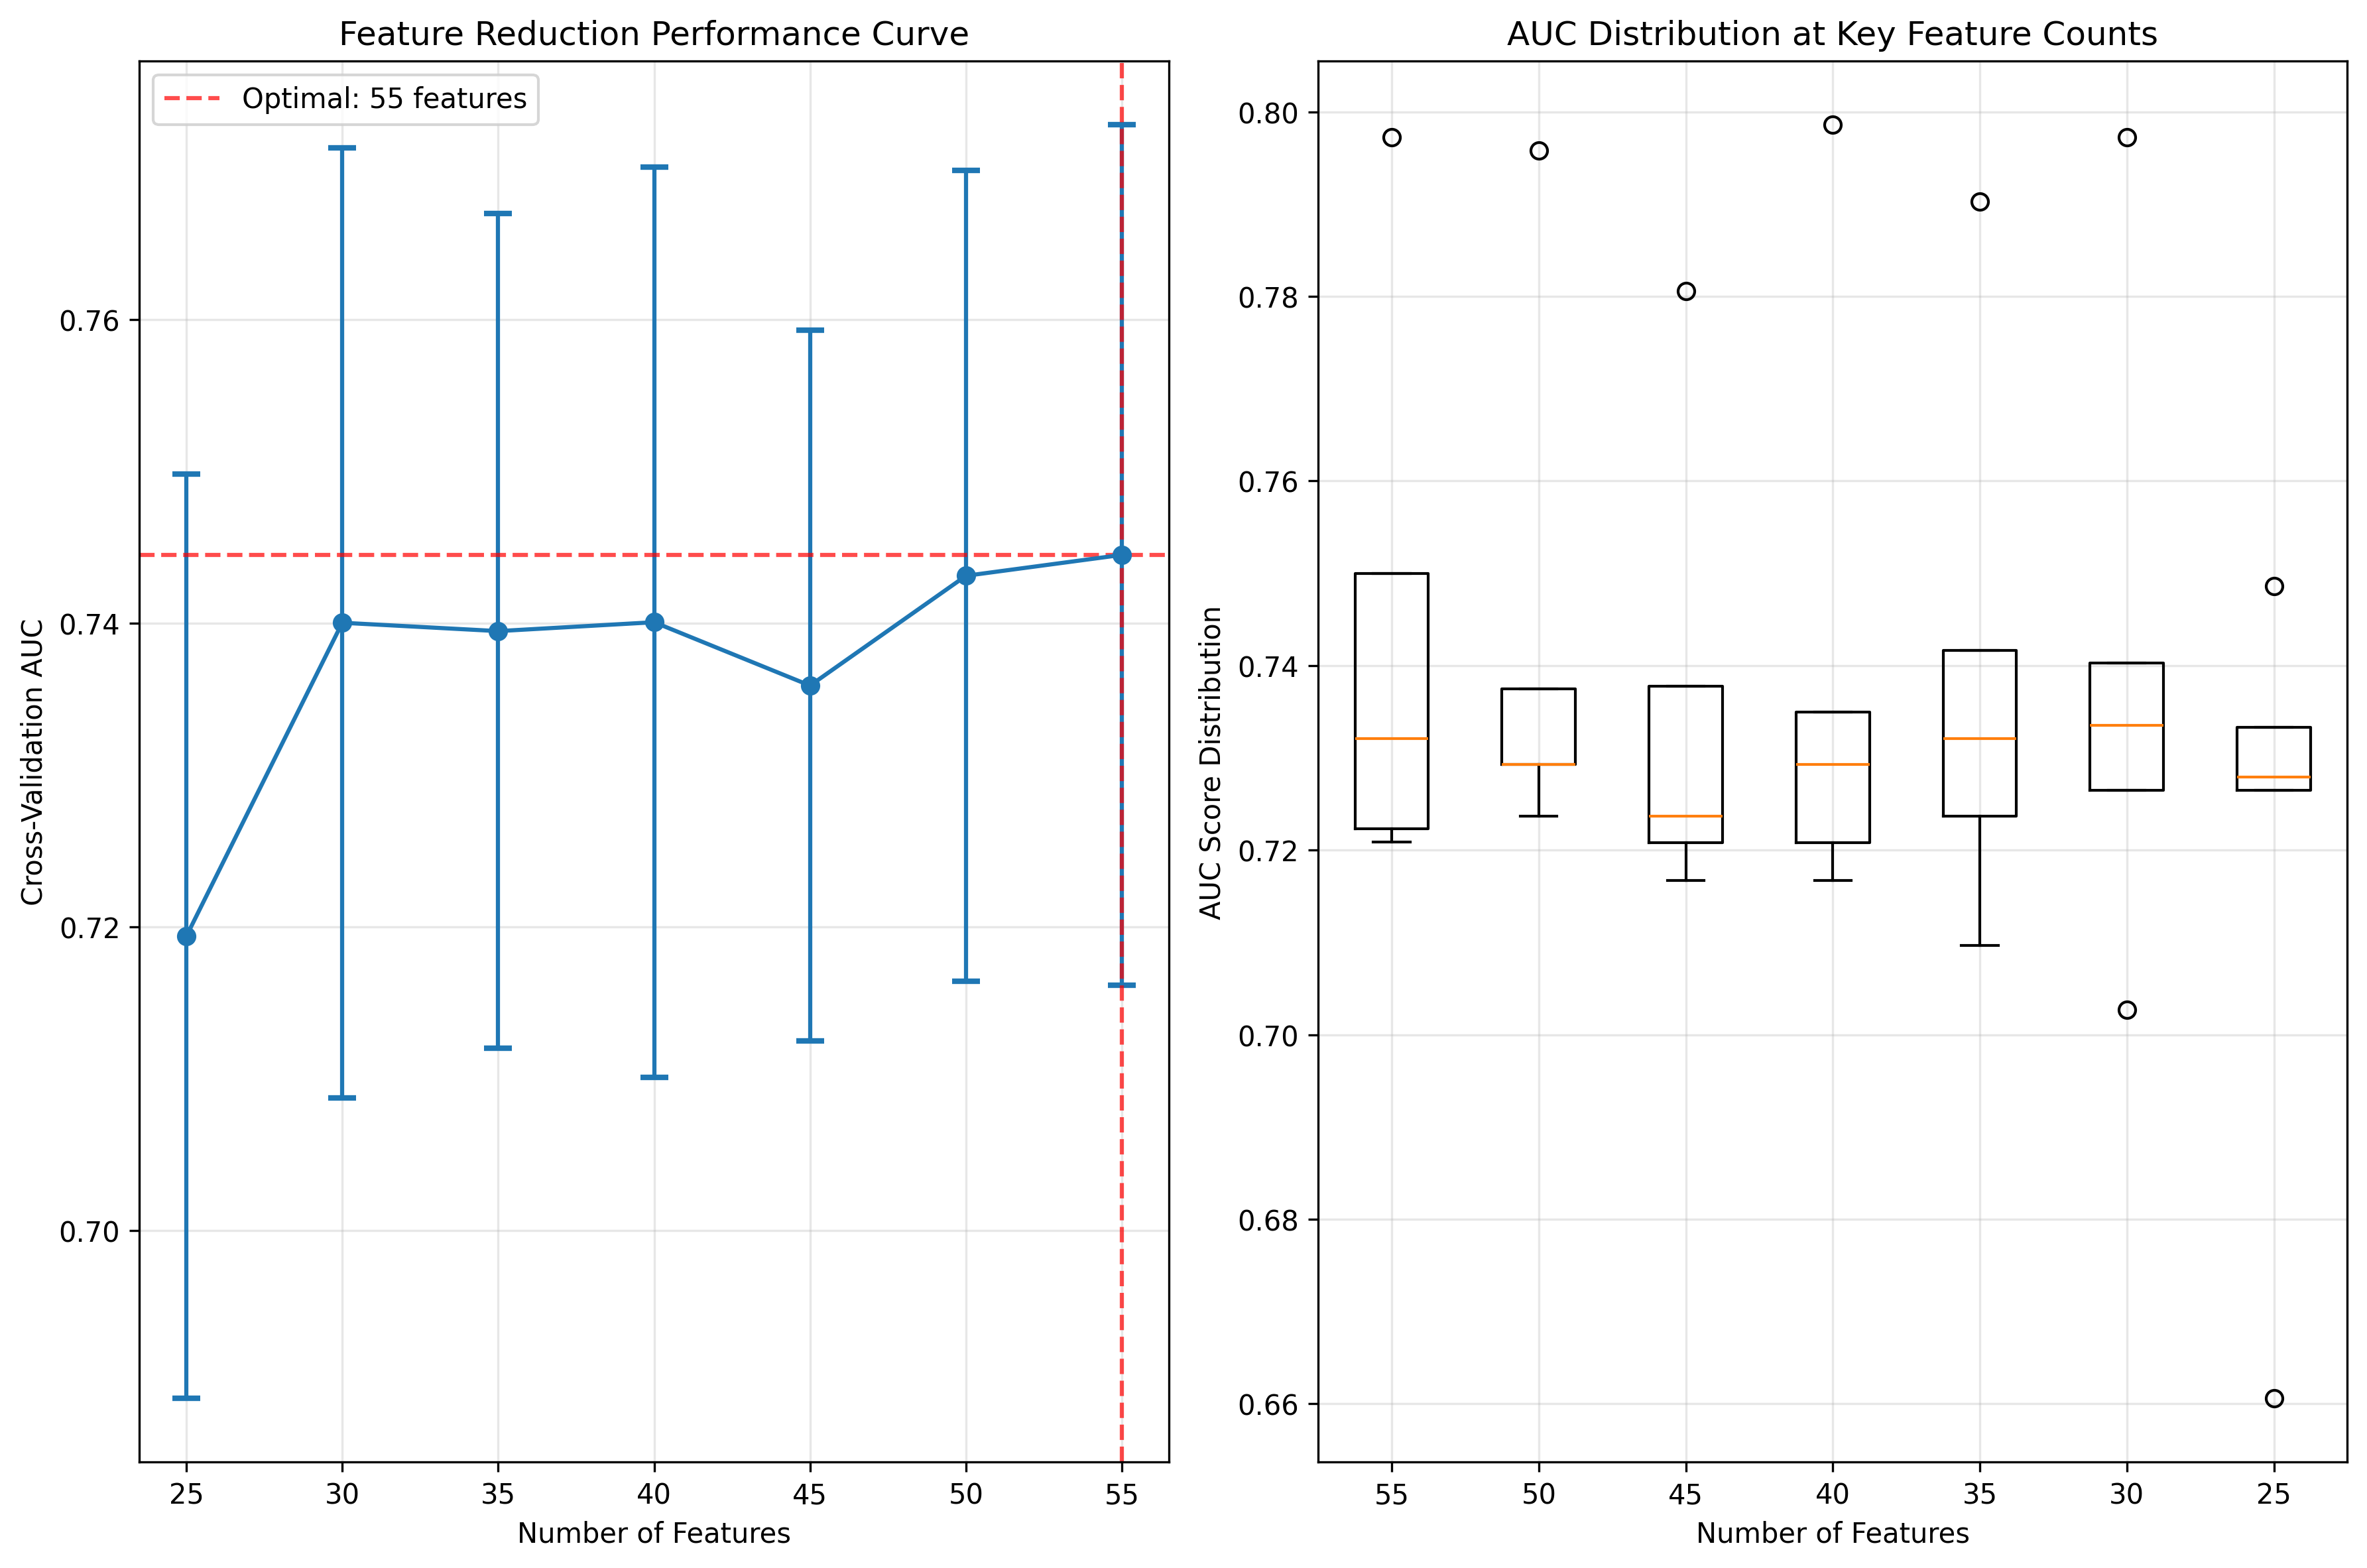 Feature Reduction Performance Curve
Optimal: 55 features
0.76
0.74
0.72
0.70
Cross-Validation AUC
25 30 35 40 45 50 55
Number of Features
AUC Distribution at Key Feature Counts
0.80
0.78
0.76
0.74
0.72
0.70
0.68
0.66
AUC Score Distribution
55 50 45 40 35 30 25
Number of Features